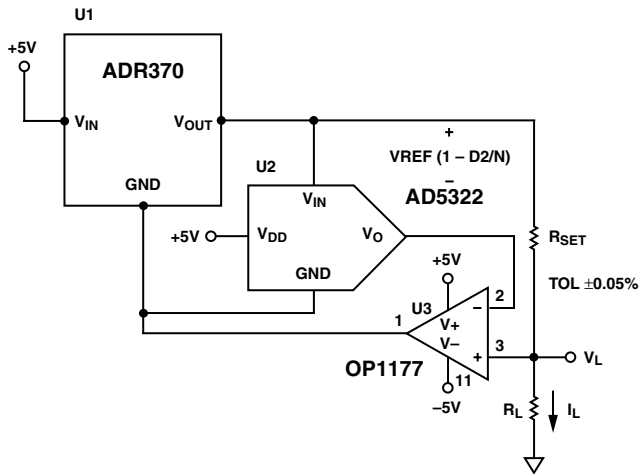 U1
+5V
ADR370
VIN
VOUT
GND
U2
+
VREF (1 – D2/N)
–
AD5322
VIN
+5V
VDD
VO
GND
RSET
TOL ±0.05%
+5V
U3
2
–
1
V+
V–
3
+
VL
OP1177
11
–5V
RL
IL